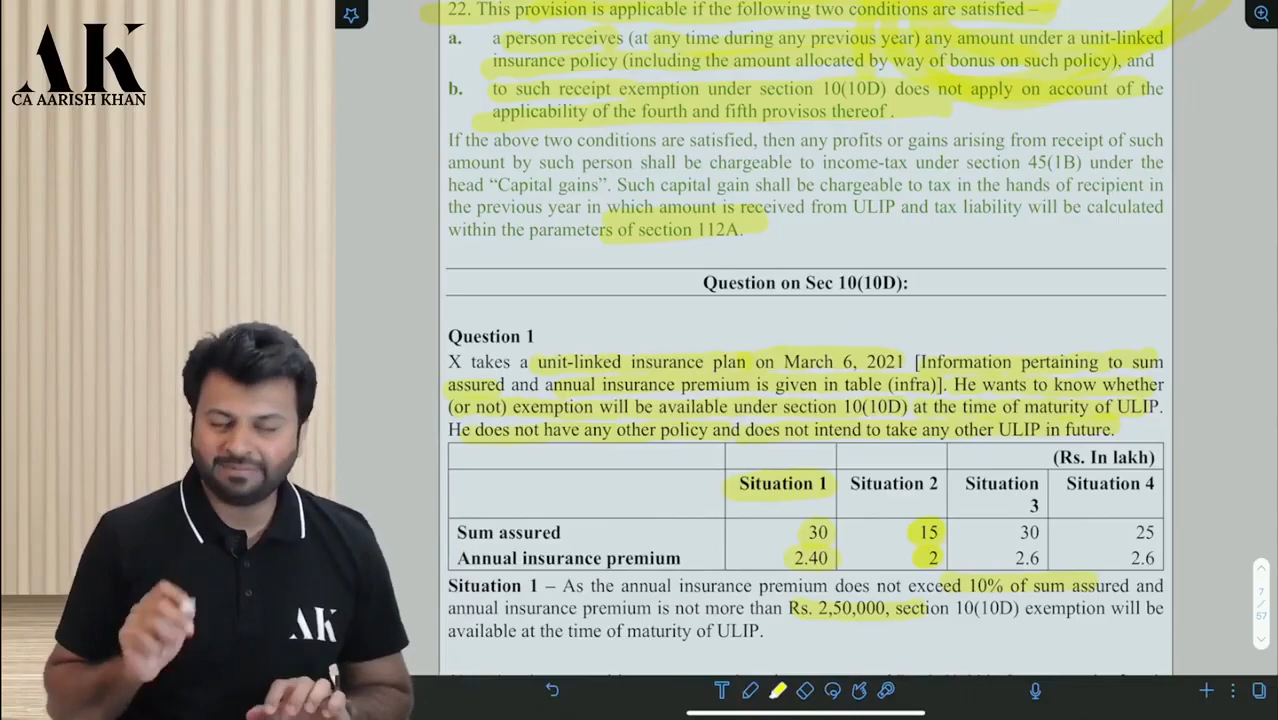 AK
CA AARISH KHAN
22. This provision is applicable if the following two conditions are satisfied –
a. a person receives (at any time during any previous year) any amount under a unit-linked
insurance policy (including the amount allocated by way of bonus on such policy), and
b. to such receipt exemption under section 10(10D) does not apply on account of the
applicability of the fourth and fifth provisos thereof .
If the above two conditions are satisfied, then any profits or gains arising from receipt of such
amount by such person shall be chargeable to income-tax under section 45(1B) under the
head “Capital gains”. Such capital gain shall be chargeable to tax in the hands of recipient in
the previous year in which amount is received from ULIP and tax liability will be calculated
within the parameters of section 112A.
Question on Sec 10(10D):
Question 1
X takes a unit-linked insurance plan on March 6, 2021 [Information pertaining to sum
assured and annual insurance premium is given in table (infra)]. He wants to know whether
(or not) exemption will be available under section 10(10D) at the time of maturity of ULIP.
He does not have any other policy and does not intend to take any other ULIP in future.
(Rs. In lakh)
Situation 1 Situation 2 Situation 3 Situation 4
Sum assured 30 15 30 25
Annual insurance premium 2.40 2 2.6 2.6
Situation 1 – As the annual insurance premium does not exceed 10% of sum assured and
annual insurance premium is not more than Rs. 2,50,000, section 10(10D) exemption will be
available at the time of maturity of ULIP.
AK
7
/
57
T